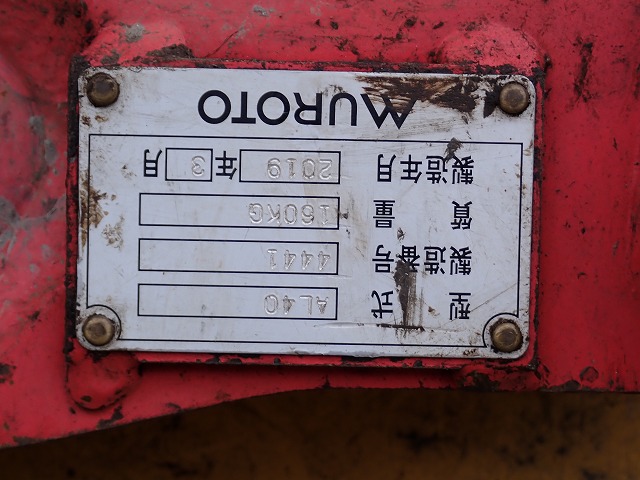 型式 AL40
製造番号 4441
質量 160KG
製造年月 2019 年 3 月
MUROTO